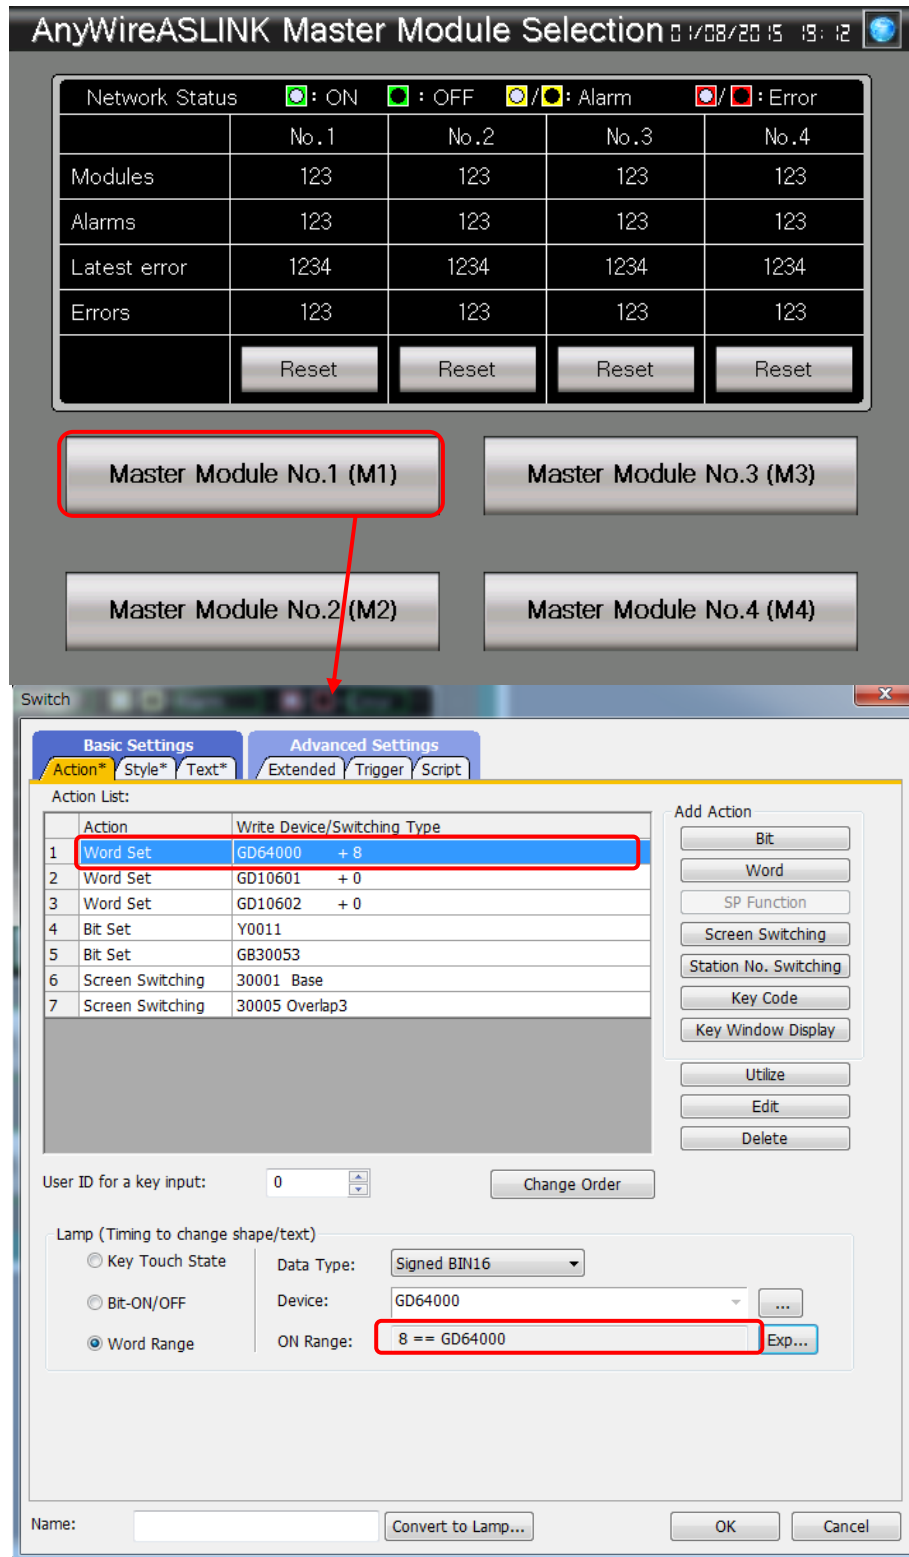 AnyWireASLINK Master Module Selection 01/08/2015 19:12
Network Status : ON : OFF / : Alarm / : Error
No.1 No.2 No.3 No.4
Modules 123 123 123 123
Alarms 123 123 123 123
Latest error 1234 1234 1234 1234
Errors 123 123 123 123
Reset Reset Reset Reset
Master Module No.1 (M1) Master Module No.3 (M3)
Master Module No.2 (M2) Master Module No.4 (M4)
Switch
Basic Settings Advanced Settings
Action* Style* Text* Extended Trigger Script
Action List:
Add Action
Action Write Device/Switching Type
Bit
1 Word Set GD64000 + 8
Word
2 Word Set GD10601 + 0
3 Word Set GD10602 + 0
SP Function
4 Bit Set Y0011
Screen Switching
5 Bit Set GB30053
Station No. Switching
6 Screen Switching 30001 Base
7 Screen Switching 30005 Overlap3
Key Code
Key Window Display
Utilize
Edit
Delete
User ID for a key input: 0 Change Order
Lamp (Timing to change shape/text)
Key Touch State Data Type: Signed BIN16
Bit-ON/OFF Device: GD64000 ...
Word Range ON Range: 8 == GD64000 Exp...
Name: Convert to Lamp... OK Cancel